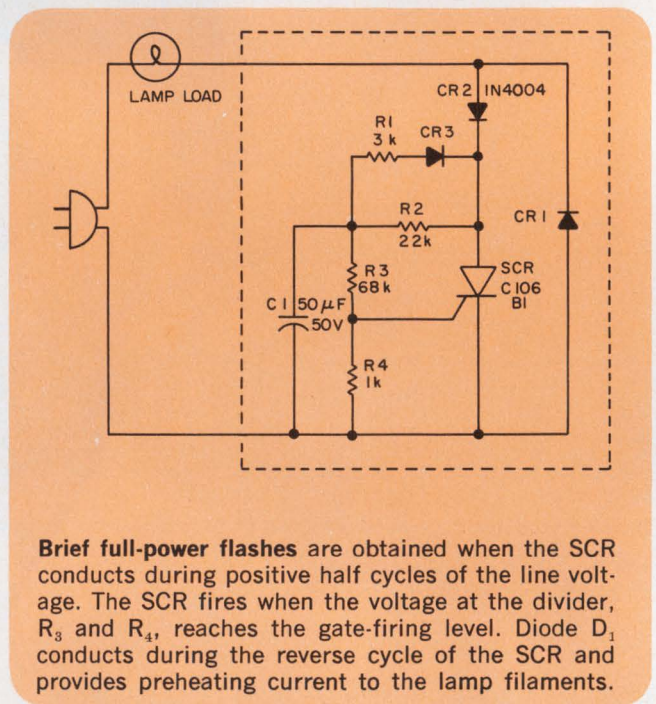 LAMP LOAD
CR2 IN4004
R1
3 k
CR3
R2
22k
CR1
R3
68k
SCR
C106
B1
C1 50 µF
50V
R4
1k
Brief full-power flashes are obtained when the SCR
conducts during positive half cycles of the line volt-
age. The SCR fires when the voltage at the divider,
R₃ and R₄, reaches the gate-firing level. Diode D₁
conducts during the reverse cycle of the SCR and
provides preheating current to the lamp filaments.